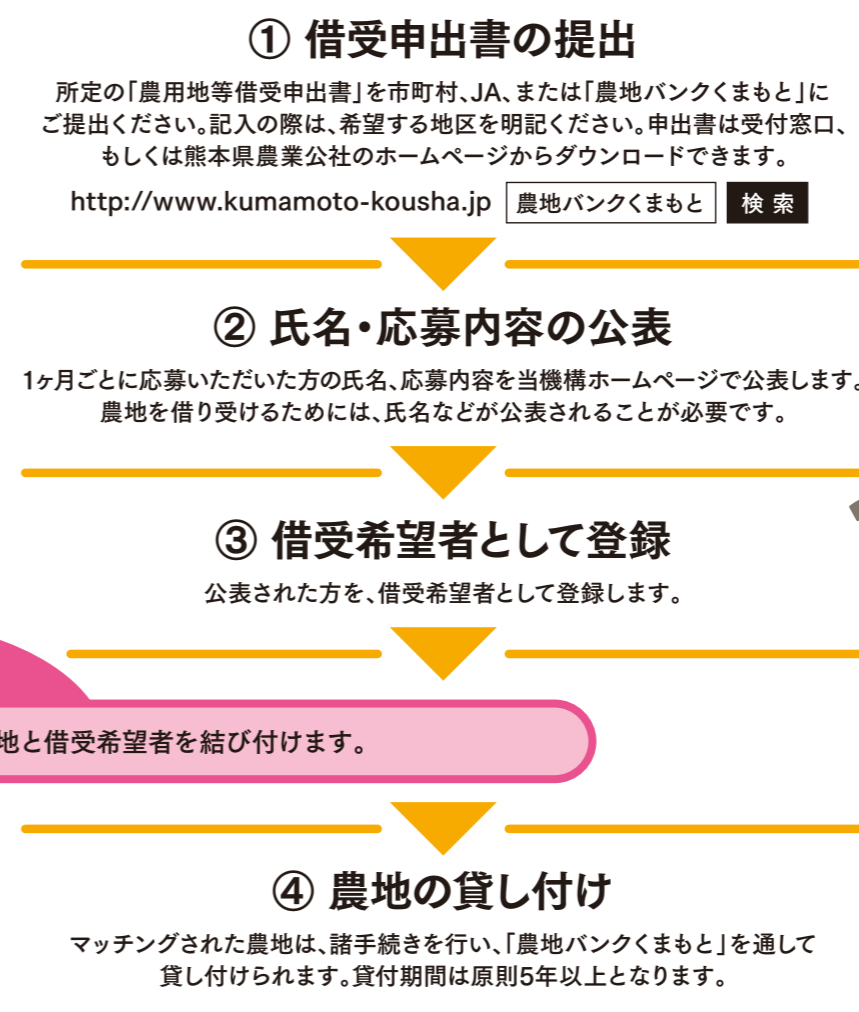 ① 借受申出書の提出
所定の「農用地等借受申出書」を市町村、JA、または「農地バンクくまもと」に
ご提出ください。記入の際は、希望する地区を明記ください。申出書は受付窓口、
もしくは熊本県農業公社のホームページからダウンロードできます。
http://www.kumamoto-kousha.jp 農地バンクくまもと 検 索
② 氏名・応募内容の公表
1ヶ月ごとに応募いただいた方の氏名、応募内容を当機構ホームページで公表します。
農地を借り受けるためには、氏名などが公表されることが必要です。
③ 借受希望者として登録
公表された方を、借受希望者として登録します。
地と借受希望者を結び付けます。
④ 農地の貸し付け
マッチングされた農地は、諸手続きを行い、「農地バンクくまもと」を通して
貸し付けられます。貸付期間は原則5年以上となります。